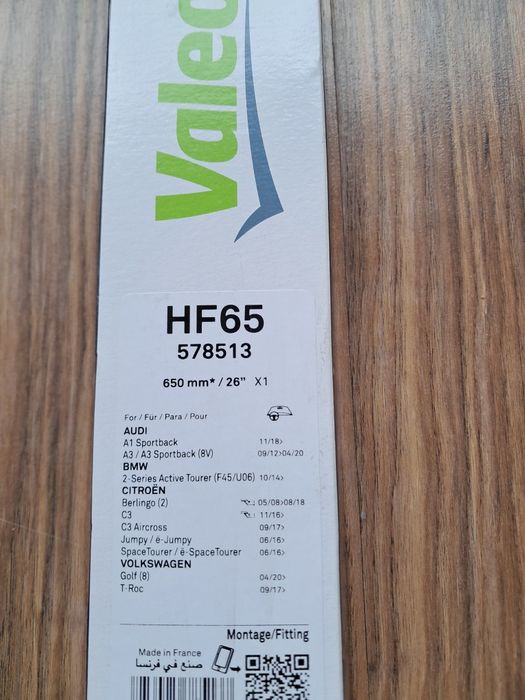 Valeo
HF65
578513
650 mm* / 26" X1
For / Für / Para / Pour
AUDI
A1 Sportback 11/18>
A3 / A3 Sportback (8V) 09/12>04/20
BMW
2-Series Active Tourer (F45/U06) 10/14>
CITROËN
Berlingo (2) 05/08>08/18
C3 11/16>
C3 Aircross 09/17>
Jumpy / ë-Jumpy 06/16>
SpaceTourer / ë-SpaceTourer 06/16>
VOLKSWAGEN
Golf (8) 04/20>
T-Roc 09/17>
Montage/Fitting
Made in France
صنع في فرنسا